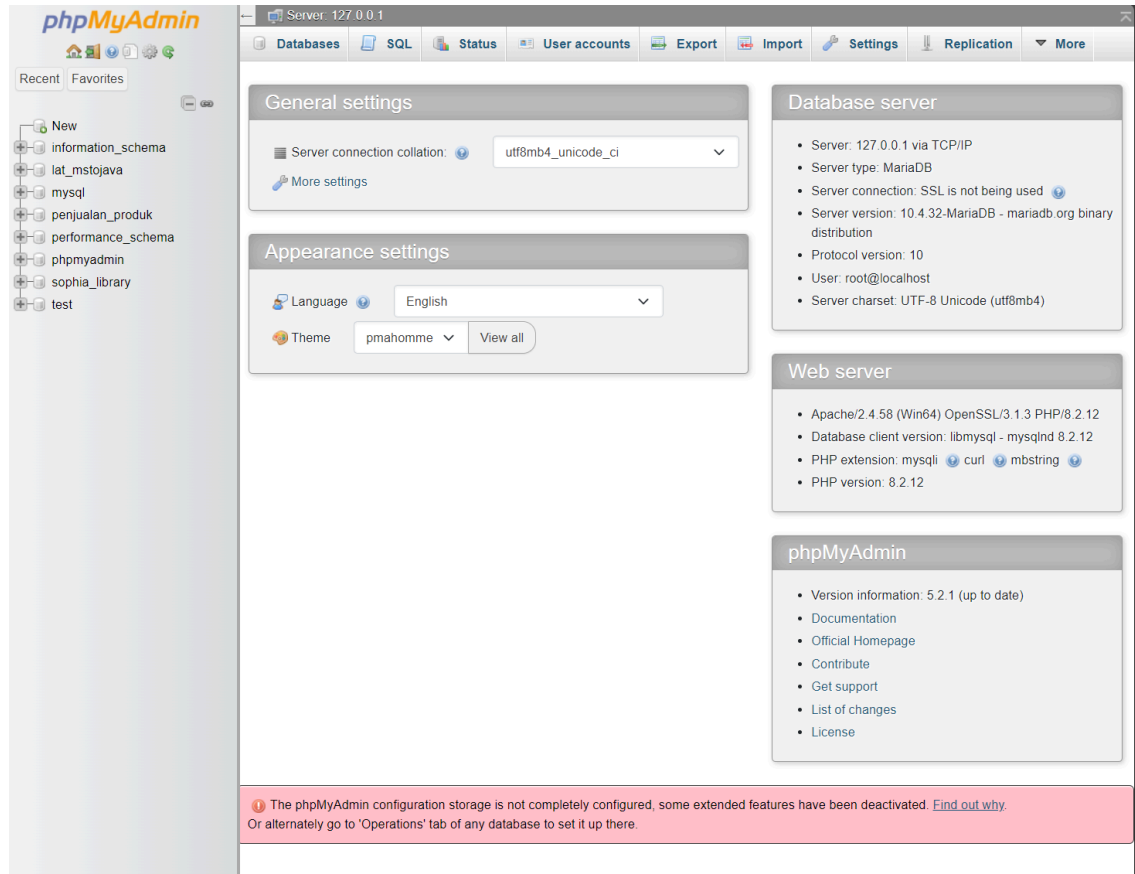 phpMyAdmin
Recent
Favorites
New
information_schema
lat_mstojava
mysql
penjualan_produk
performance_schema
phpmyadmin
sophia_library
test
Server: 127.0.0.1
Databases
SQL
Status
User accounts
Export
Import
Settings
Replication
More
General settings
Server connection collation:
utf8mb4_unicode_ci
More settings
Appearance settings
Language
English
Theme
pmahomme
View all
Database server
Server: 127.0.0.1 via TCP/IP
Server type: MariaDB
Server connection: SSL is not being used
Server version: 10.4.32-MariaDB - mariadb.org binary
distribution
Protocol version: 10
User: root@localhost
Server charset: UTF-8 Unicode (utf8mb4)
Web server
Apache/2.4.58 (Win64) OpenSSL/3.1.3 PHP/8.2.12
Database client version: libmysql - mysqlnd 8.2.12
PHP extension: mysqli curl mbstring
PHP version: 8.2.12
phpMyAdmin
Version information: 5.2.1 (up to date)
Documentation
Official Homepage
Contribute
Get support
List of changes
License
The phpMyAdmin configuration storage is not completely configured, some extended features have been deactivated. Find out why.
Or alternately go to 'Operations' tab of any database to set it up there.